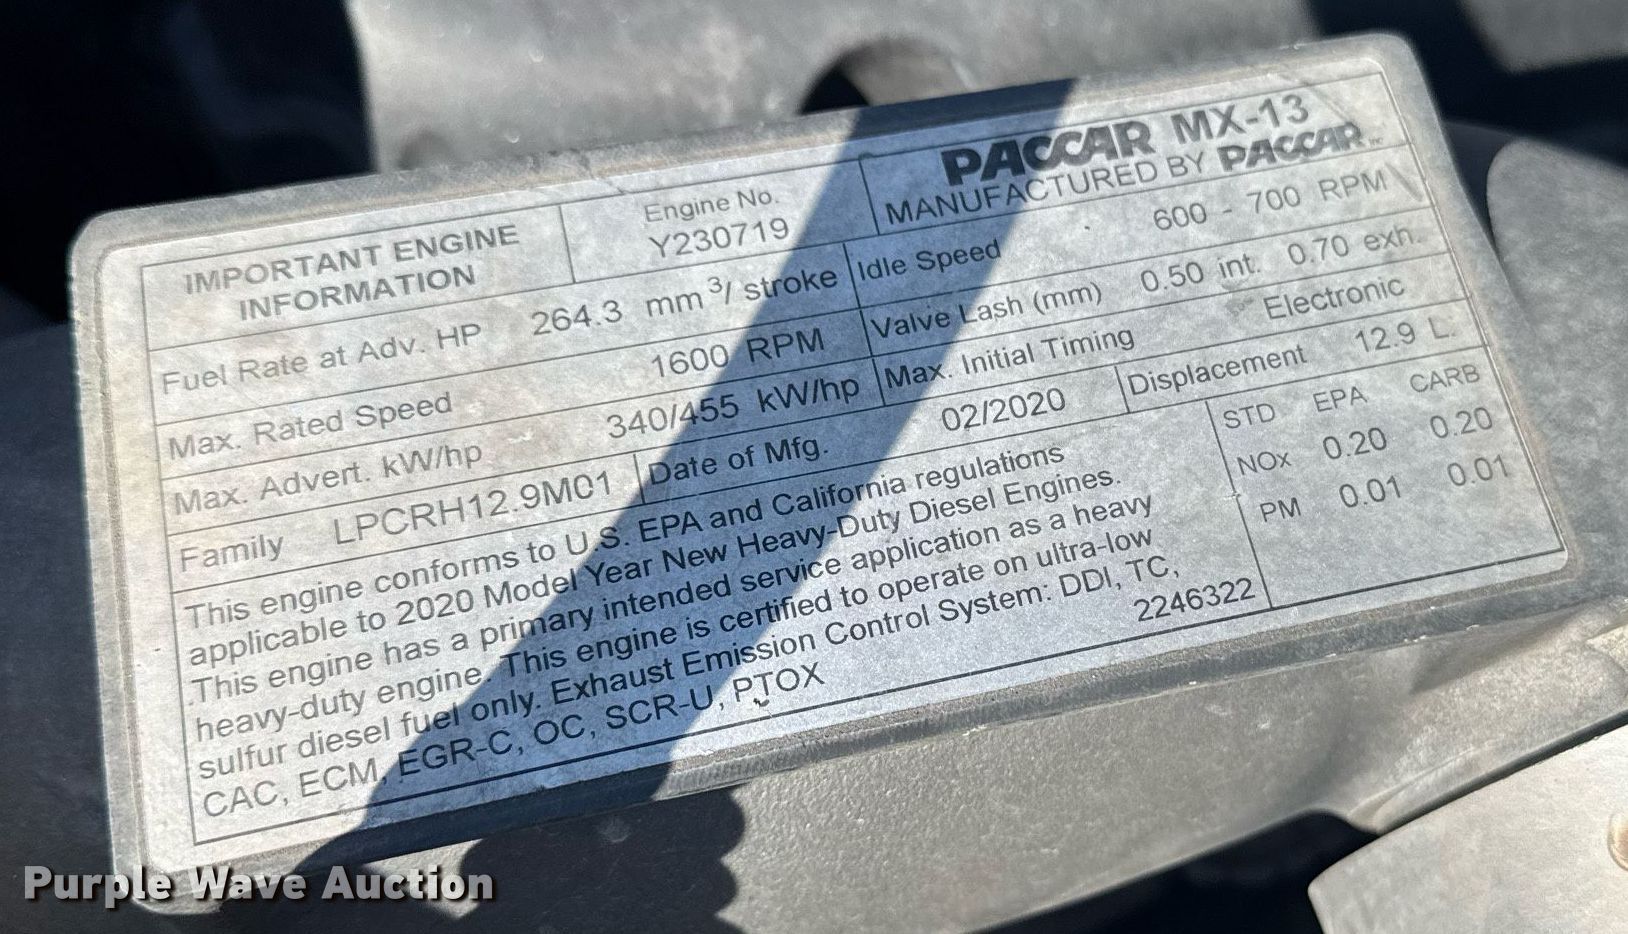 IMPORTANT ENGINE
INFORMATION
Engine No.
Y230719
PACCAR MX-13
MANUFACTURED BY PACCAR
Fuel Rate at Adv. HP 264.3 mm³/ stroke
Idle Speed 600 - 700 RPM
Max. Rated Speed 1600 RPM
Valve Lash (mm) 0.50 int. 0.70 exh.
Max. Advert. kW/hp 340/455 kW/hp
Max. Initial Timing Electronic
Family LPCRH12.9M01
Date of Mfg. 02/2020
Displacement 12.9 L.
This engine conforms to U.S. EPA and California regulations
applicable to 2020 Model Year New Heavy-Duty Diesel Engines.
This engine has a primary intended service application as a heavy
heavy-duty engine. This engine is certified to operate on ultra-low
sulfur diesel fuel only. Exhaust Emission Control System: DDI, TC,
CAC, ECM, EGR-C, OC, SCR-U, PTOX
2246322
STD EPA CARB
NOx 0.20 0.20
PM 0.01 0.01
Purple Wave Auction